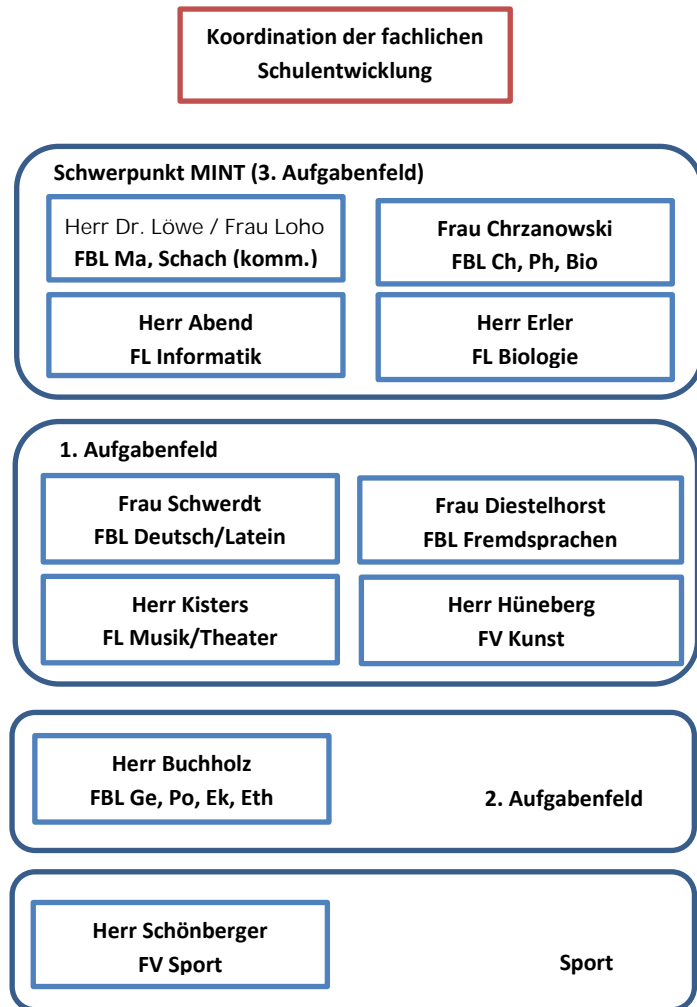 Koordination der fachlichen
Schulentwicklung
Schwerpunkt MINT (3. Aufgabenfeld)
Herr Dr. Löwe / Frau Loho
FBL Ma, Schach (komm.)
Frau Chrzanowski
FBL Ch, Ph, Bio
Herr Abend
FL Informatik
Herr Erler
FL Biologie
1. Aufgabenfeld
Frau Schwerdt
FBL Deutsch/Latein
Frau Diestelhorst
FBL Fremdsprachen
Herr Kisters
FL Musik/Theater
Herr Hüneberg
FV Kunst
Herr Buchholz
FBL Ge, Po, Ek, Eth
2. Aufgabenfeld
Herr Schönberger
FV Sport
Sport